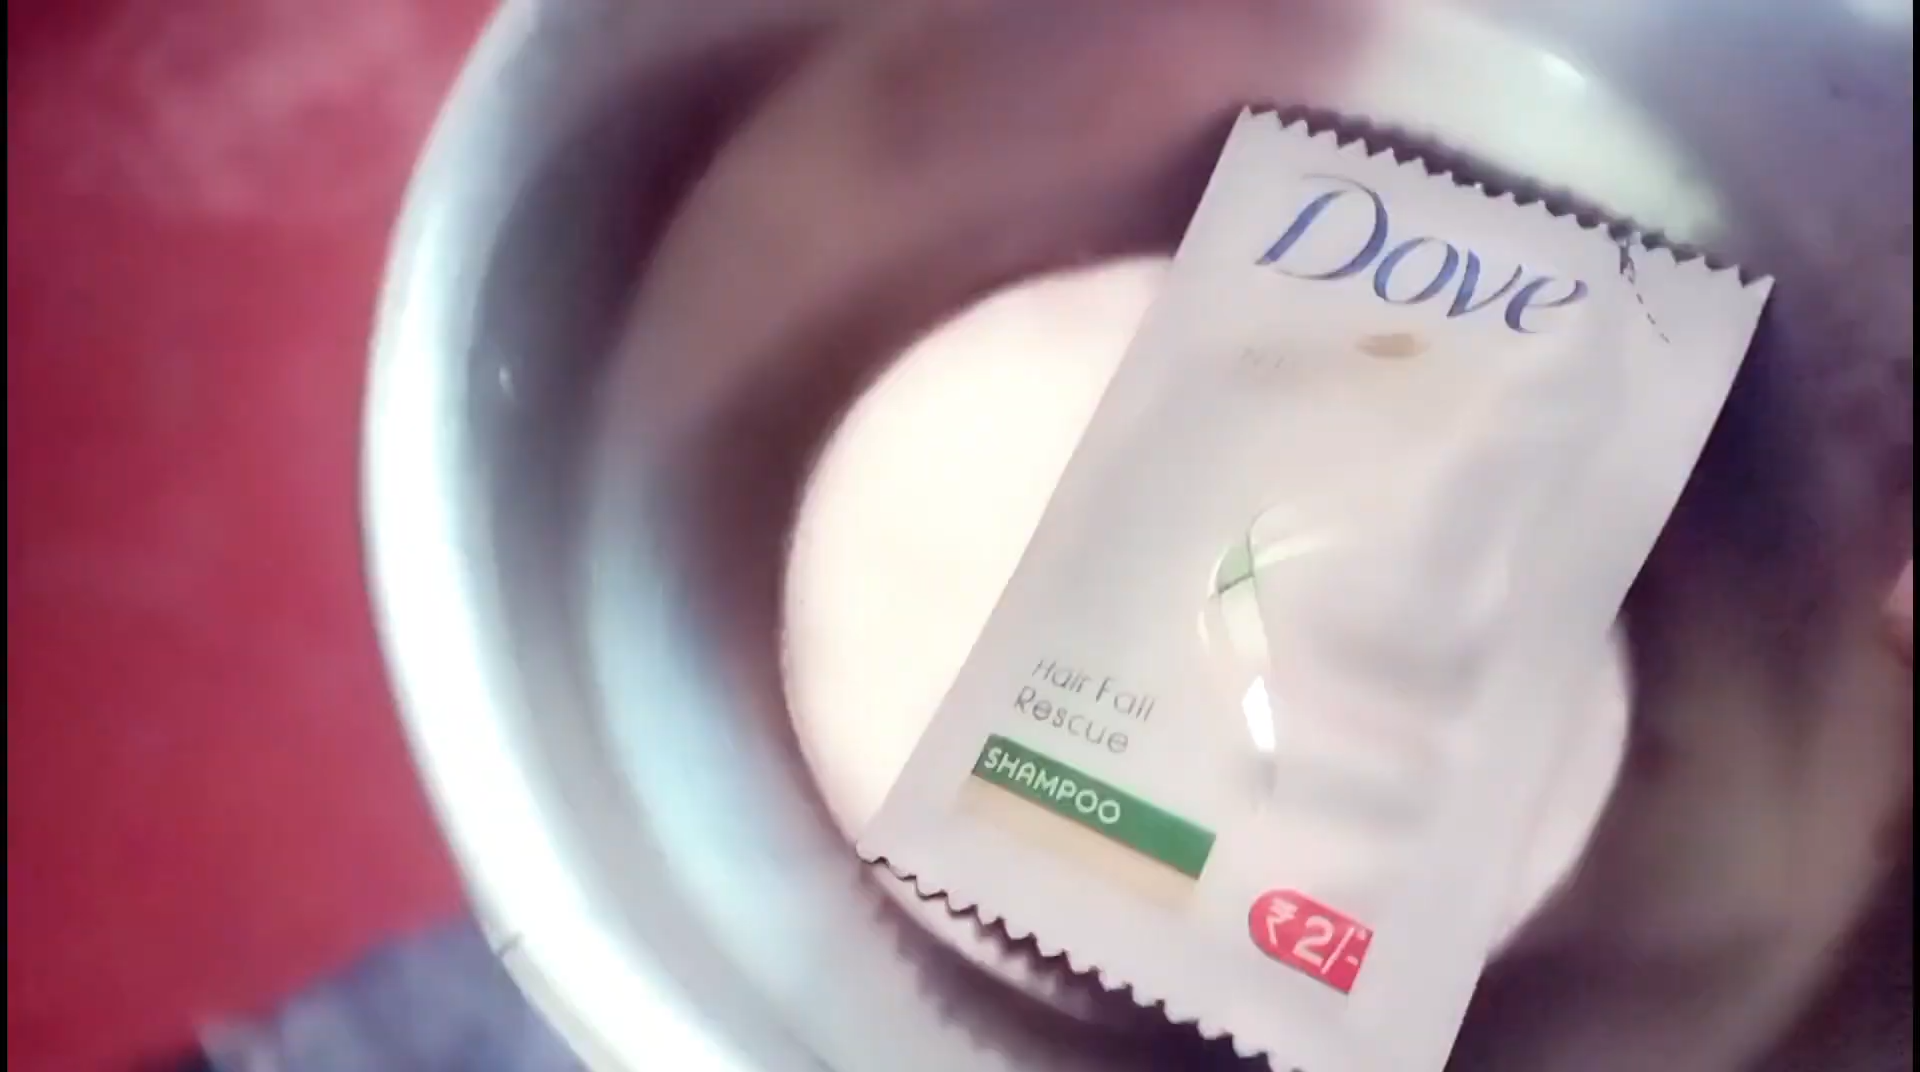 Dove
Hair Fall
Rescue
SHAMPOO
₹2/-